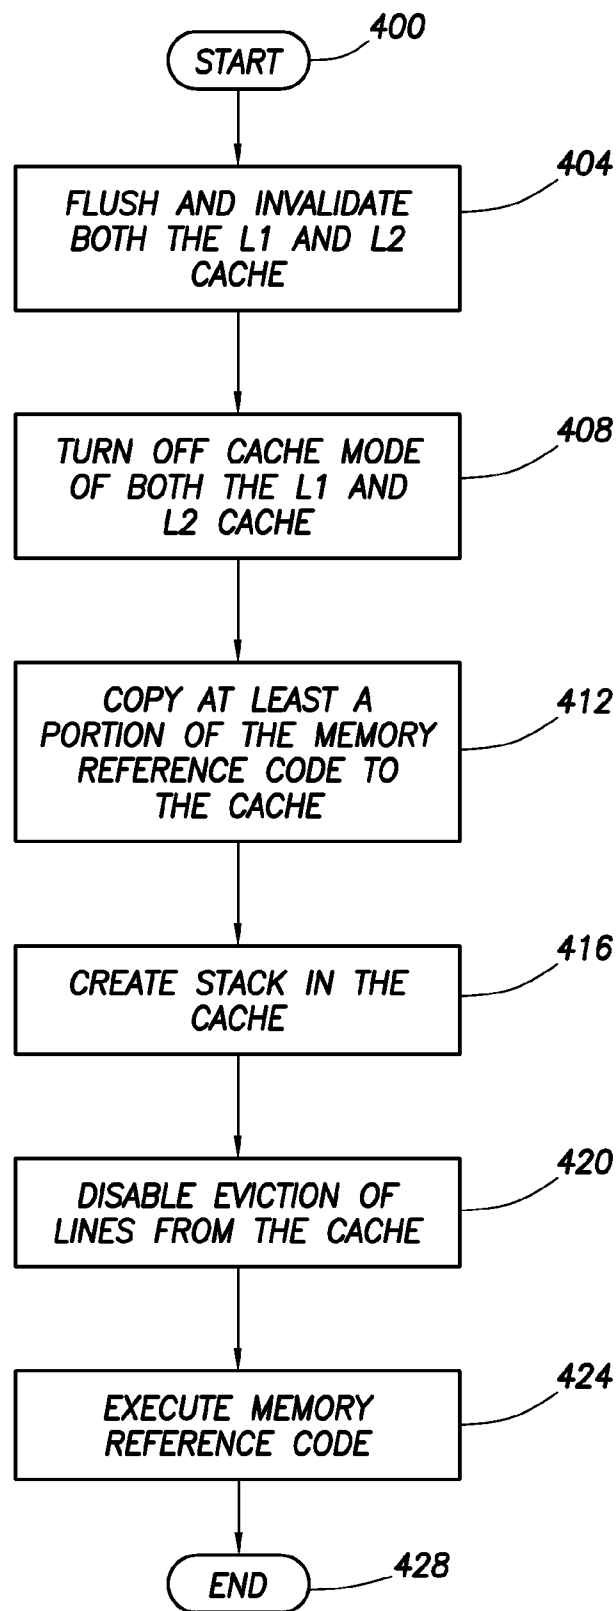 400
START
404
FLUSH AND INVALIDATE
BOTH THE L1 AND L2
CACHE
408
TURN OFF CACHE MODE
OF BOTH THE L1 AND
L2 CACHE
412
COPY AT LEAST A
PORTION OF THE MEMORY
REFERENCE CODE TO
THE CACHE
416
CREATE STACK IN THE
CACHE
420
DISABLE EVICTION OF
LINES FROM THE CACHE
424
EXECUTE MEMORY
REFERENCE CODE
428
END